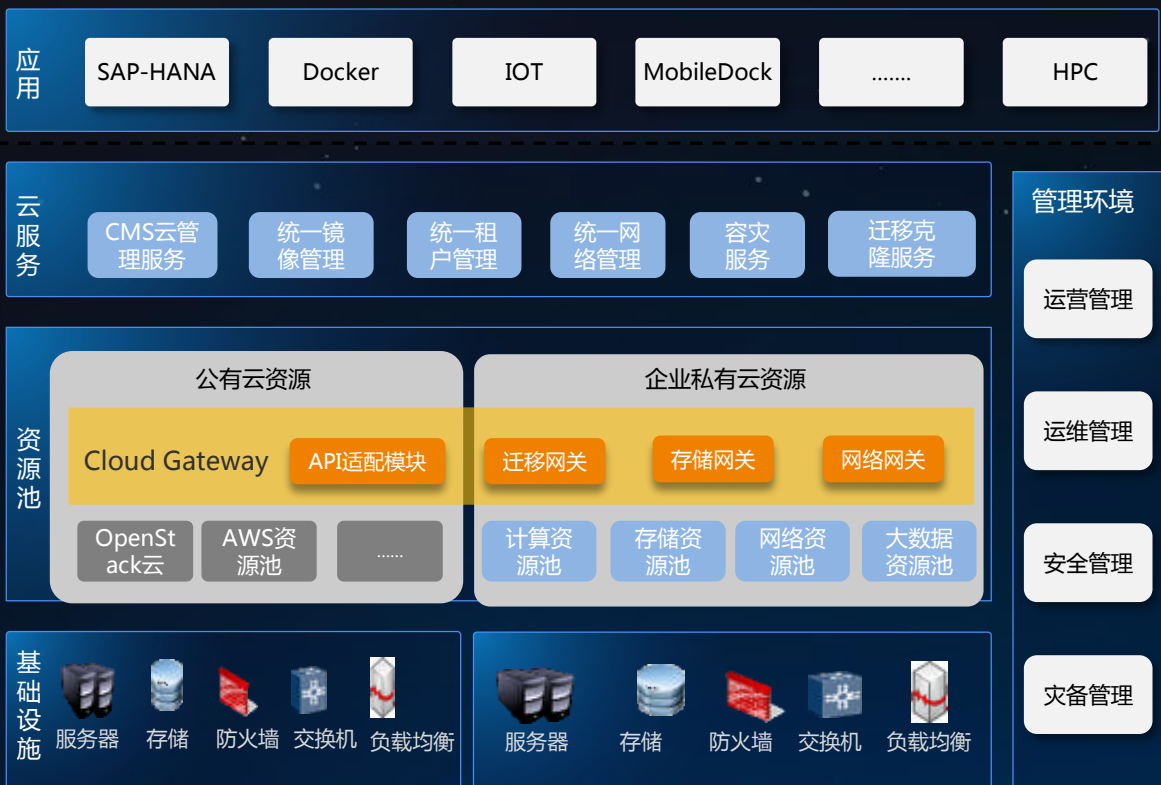 应
用
SAP-HANA
Docker
IOT
MobileDock
.......
HPC
云
服
务
CMS云管
理服务
统一镜
像管理
统一租
户管理
统一网
络管理
容灾
服务
迁移克
隆服务
管理环境
运营管理
运维管理
安全管理
灾备管理
资
源
池
公有云资源
企业私有云资源
Cloud Gateway
API适配模块
迁移网关
存储网关
网络网关
OpenSt
ack云
AWS资
源池
......
计算资
源池
存储资
源池
网络资
源池
大数据
资源池
基
础
设
施
服务器
存储
防火墙
交换机
负载均衡
服务器
存储
防火墙
交换机
负载均衡